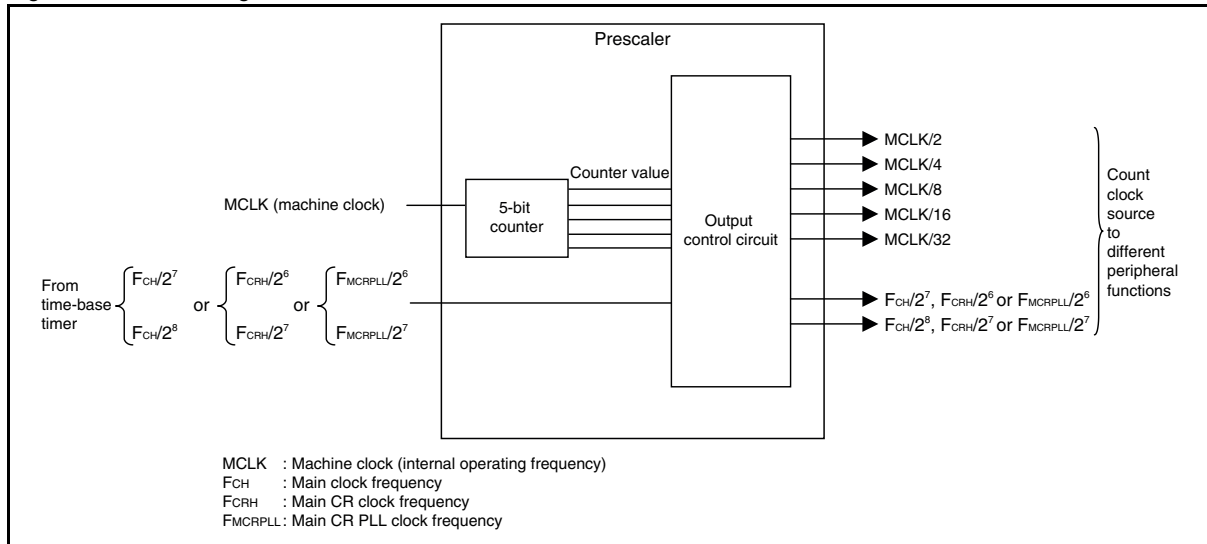 Prescaler
MCLK/2
MCLK/4
Counter value
MCLK/8
MCLK (machine clock)
5-bit
counter
Output
control circuit
MCLK/16
MCLK/32
Count
clock
source
to
different
peripheral
functions
From
time-base
timer
FCH/2⁷
FCH/2⁸
or
FCRH/2⁶
FCRH/2⁷
or
FMCRPLL/2⁶
FMCRPLL/2⁷
FCH/2⁷, FCRH/2⁶ or FMCRPLL/2⁶
FCH/2⁸, FCRH/2⁷ or FMCRPLL/2⁷
MCLK : Machine clock (internal operating frequency)
FCH : Main clock frequency
FCRH : Main CR clock frequency
FMCRPLL : Main CR PLL clock frequency